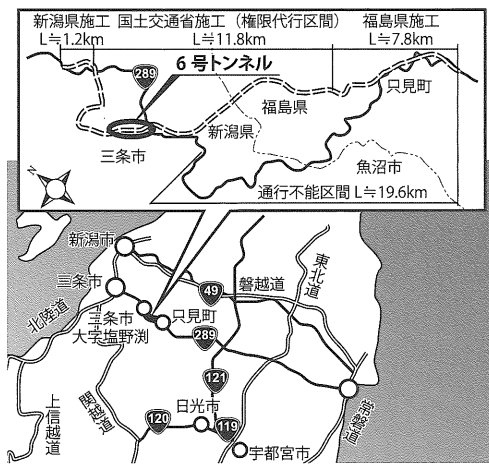 新潟県施工 国土交通省施工（権限代行区間） 福島県施工
L≒1.2km L≒11.8km L≒7.8km
289
6号トンネル
只見町
福島県
新潟県
三条市
魚沼市
通行不能区間 L≒19.6km
N
新潟市
三条市
49
磐越道
東北道
北陸道
三条市
大字塩野渕
只見町
289
121
上信越道
関越道
日光市
120
119
宇都宮市
常磐道